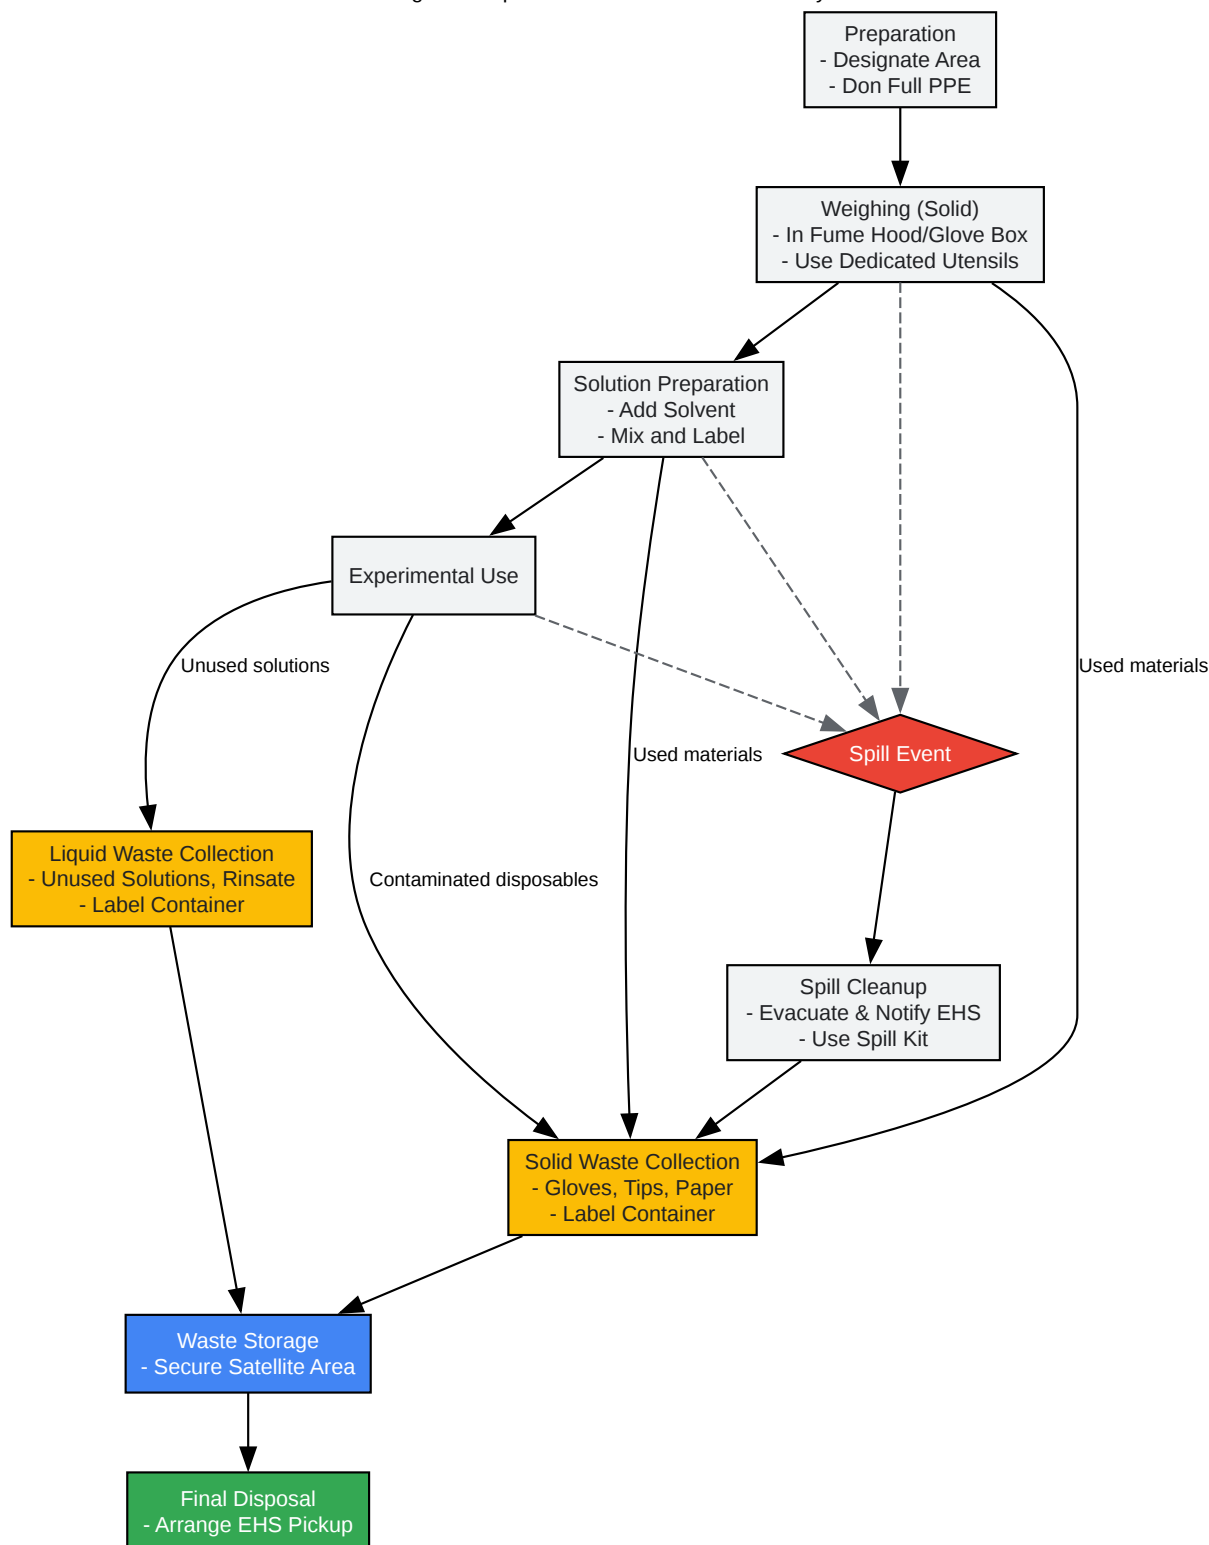 Preparation
- Designate Area
- Don Full PPE
Weighing (Solid)
- In Fume Hood/Glove Box
- Use Dedicated Utensils
Solution Preparation
- Add Solvent
- Mix and Label
Experimental Use
Unused solutions
Used materials
Used materials
Spill Event
Liquid Waste Collection
- Unused Solutions, Rinsate
- Label Container
Contaminated disposables
Spill Cleanup
- Evacuate & Notify EHS
- Use Spill Kit
Solid Waste Collection
- Gloves, Tips, Paper
- Label Container
Waste Storage
- Secure Satellite Area
Final Disposal
- Arrange EHS Pickup